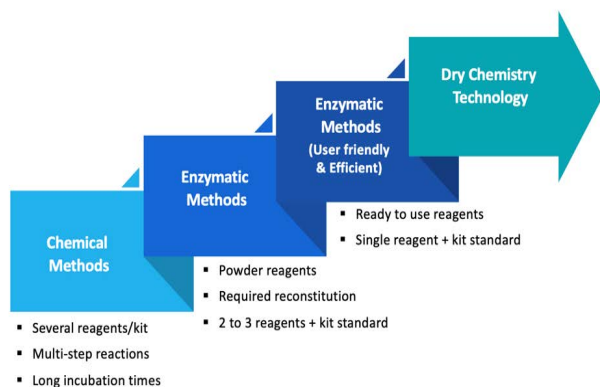 Chemical
Methods
▪ Several reagents/kit
▪ Multi-step reactions
▪ Long incubation times
Enzymatic
Methods
▪ Powder reagents
▪ Required reconstitution
▪ 2 to 3 reagents + kit standard
Enzymatic
Methods
(User friendly
& Efficient)
▪ Ready to use reagents
▪ Single reagent + kit standard
Dry Chemistry
Technology